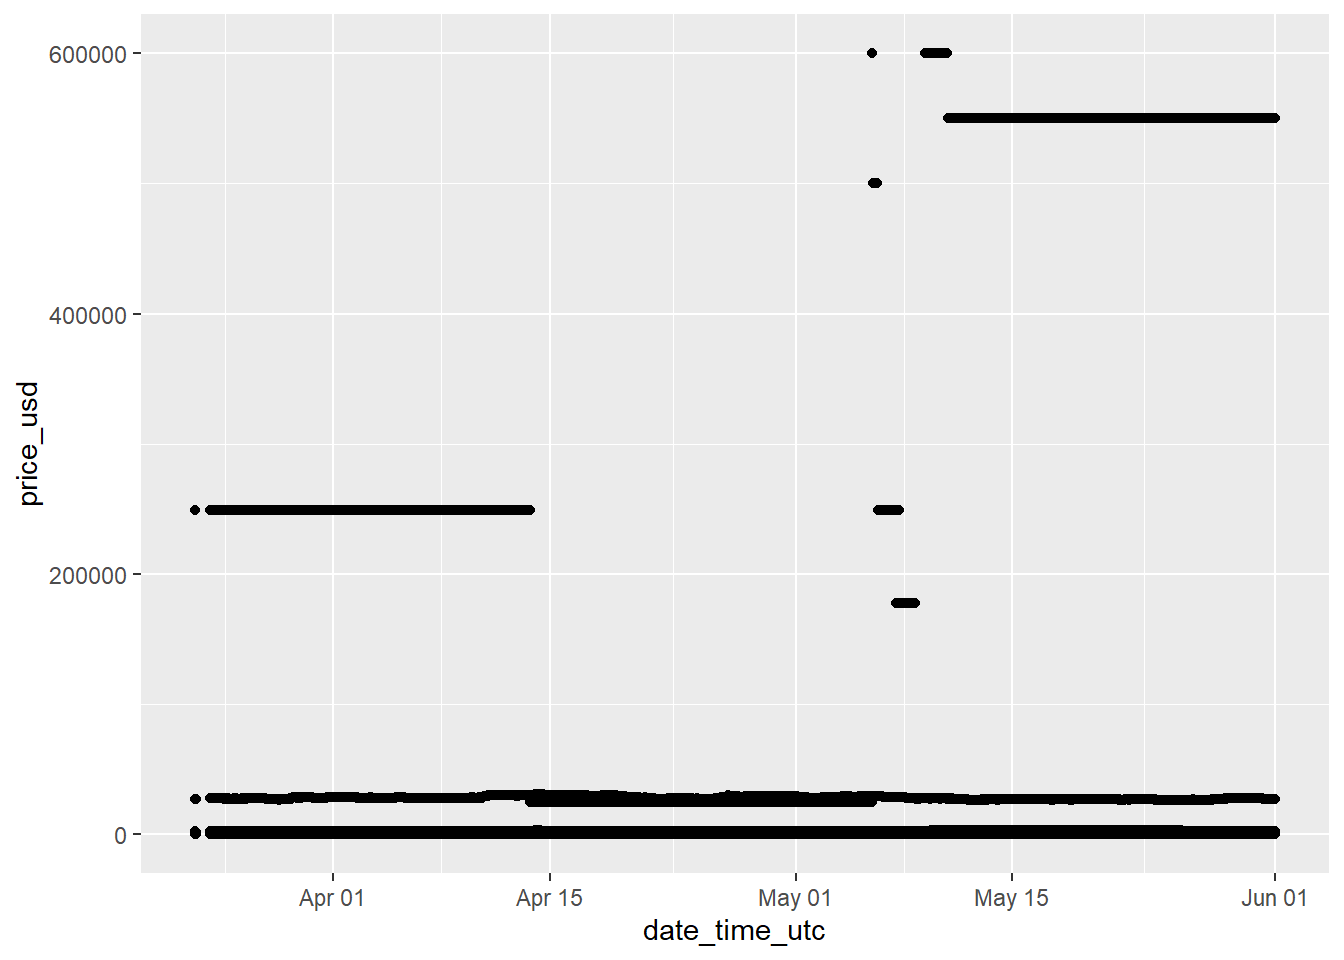 600000
400000
200000
0
price_usd
Apr 01
Apr 15
May 01
May 15
Jun 01
date_time_utc